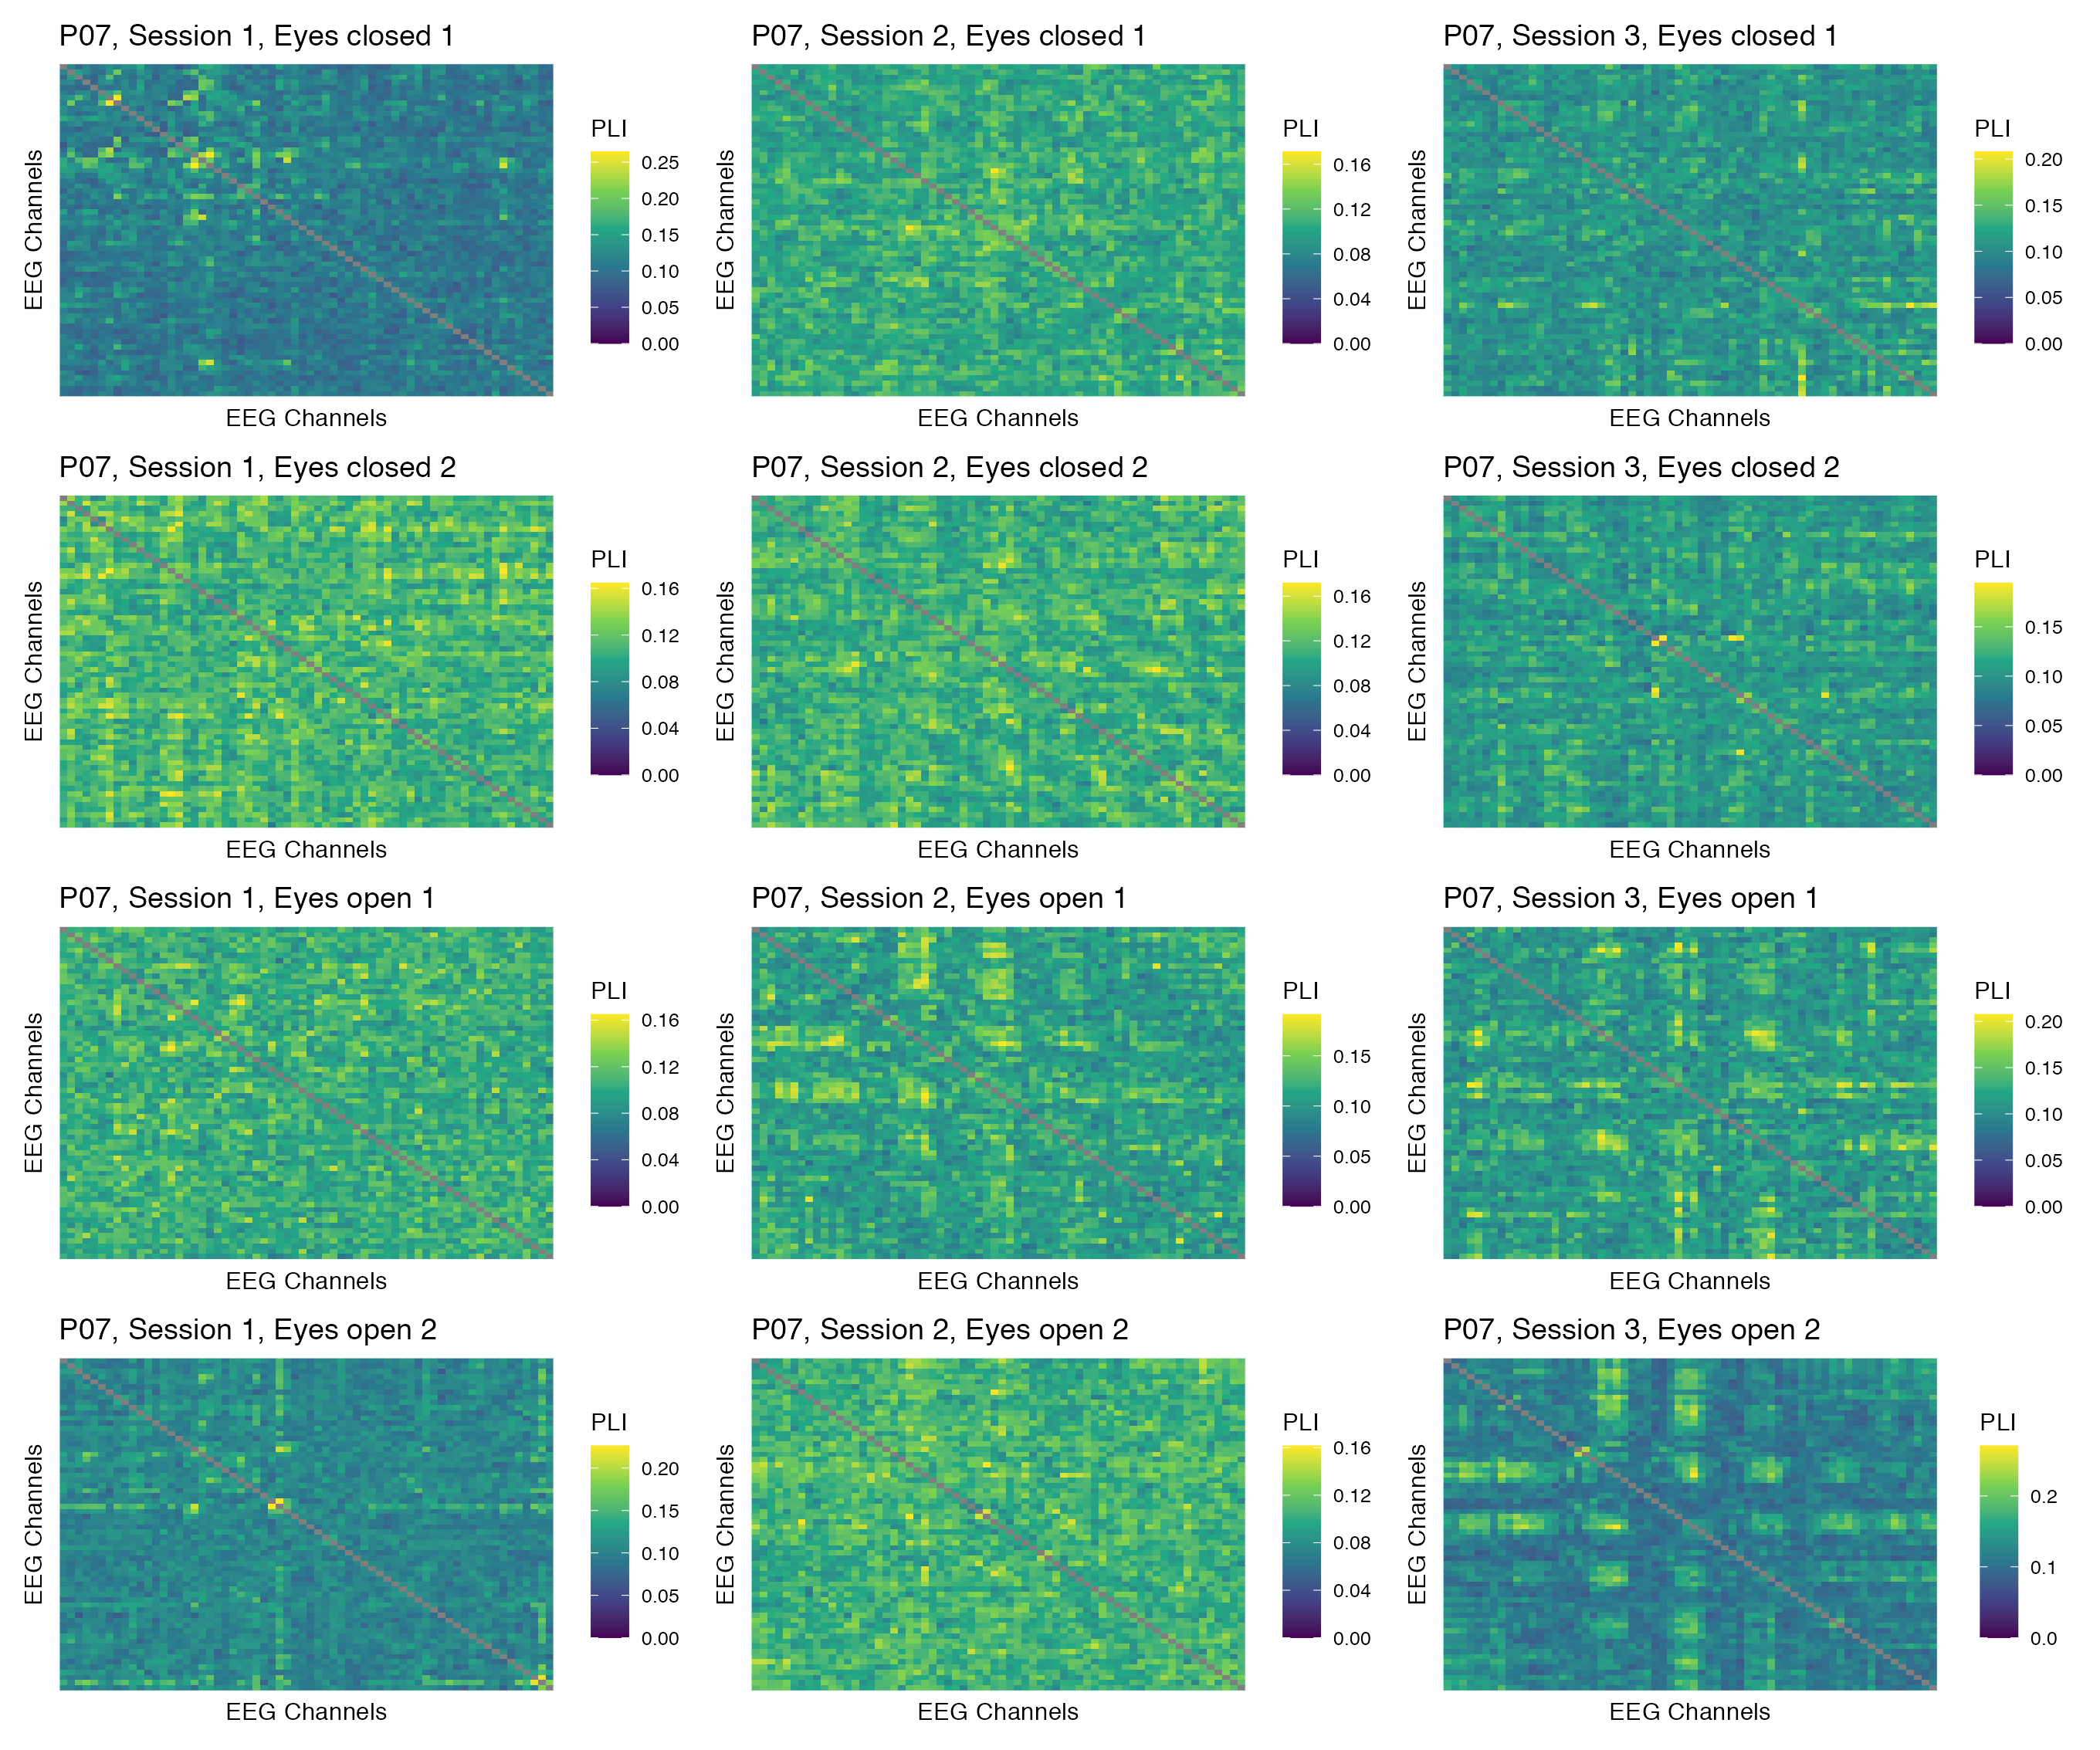 P07, Session 1, Eyes closed 1
EEG Channels
EEG Channels
PLI
0.25
0.20
0.15
0.10
0.05
0.00
P07, Session 2, Eyes closed 1
EEG Channels
EEG Channels
PLI
0.16
0.12
0.08
0.04
0.00
P07, Session 3, Eyes closed 1
EEG Channels
EEG Channels
PLI
0.20
0.15
0.10
0.05
0.00
P07, Session 1, Eyes closed 2
EEG Channels
EEG Channels
PLI
0.16
0.12
0.08
0.04
0.00
P07, Session 2, Eyes closed 2
EEG Channels
EEG Channels
PLI
0.16
0.12
0.08
0.04
0.00
P07, Session 3, Eyes closed 2
EEG Channels
EEG Channels
PLI
0.15
0.10
0.05
0.00
P07, Session 1, Eyes open 1
EEG Channels
EEG Channels
PLI
0.16
0.12
0.08
0.04
0.00
P07, Session 2, Eyes open 1
EEG Channels
EEG Channels
PLI
0.15
0.10
0.05
0.00
P07, Session 3, Eyes open 1
EEG Channels
EEG Channels
PLI
0.20
0.15
0.10
0.05
0.00
P07, Session 1, Eyes open 2
EEG Channels
EEG Channels
PLI
0.20
0.15
0.10
0.05
0.00
P07, Session 2, Eyes open 2
EEG Channels
EEG Channels
PLI
0.16
0.12
0.08
0.04
0.00
P07, Session 3, Eyes open 2
EEG Channels
EEG Channels
PLI
0.2
0.1
0.0